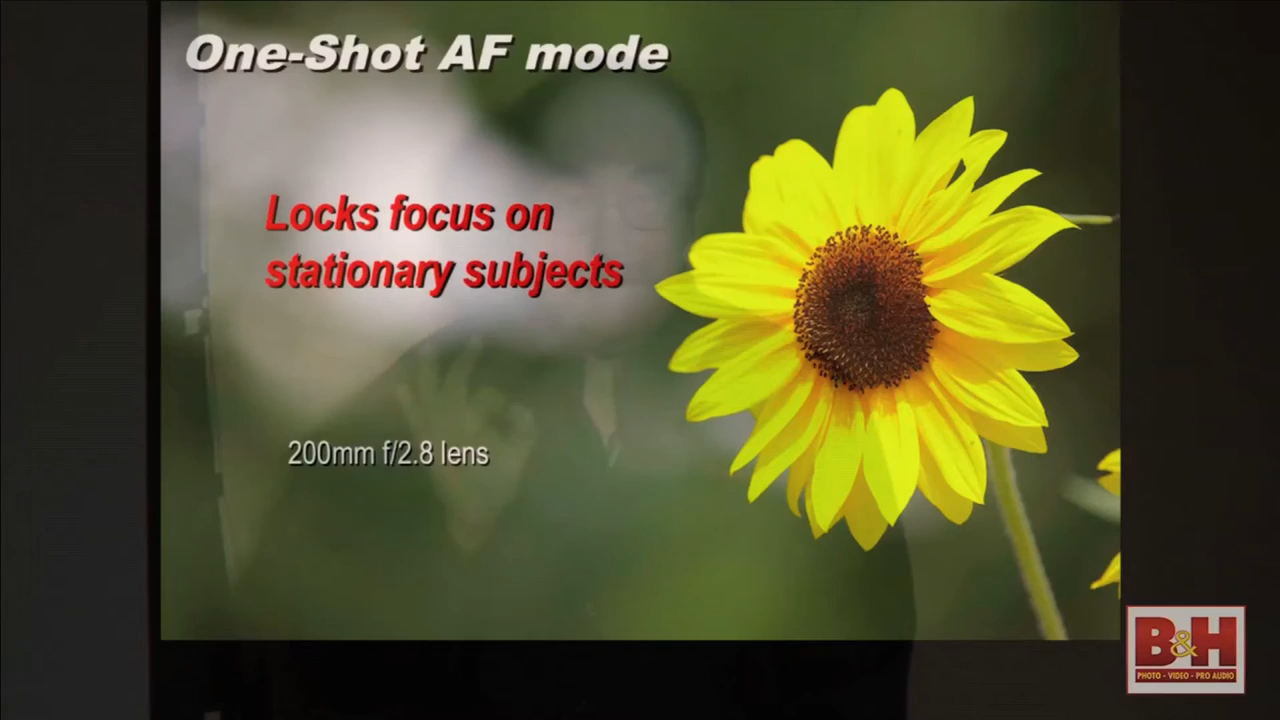 One-Shot AF mode
Locks focus on
stationary subjects
200mm f/2.8 lens
B&H
PHOTO - VIDEO - PRO AUDIO